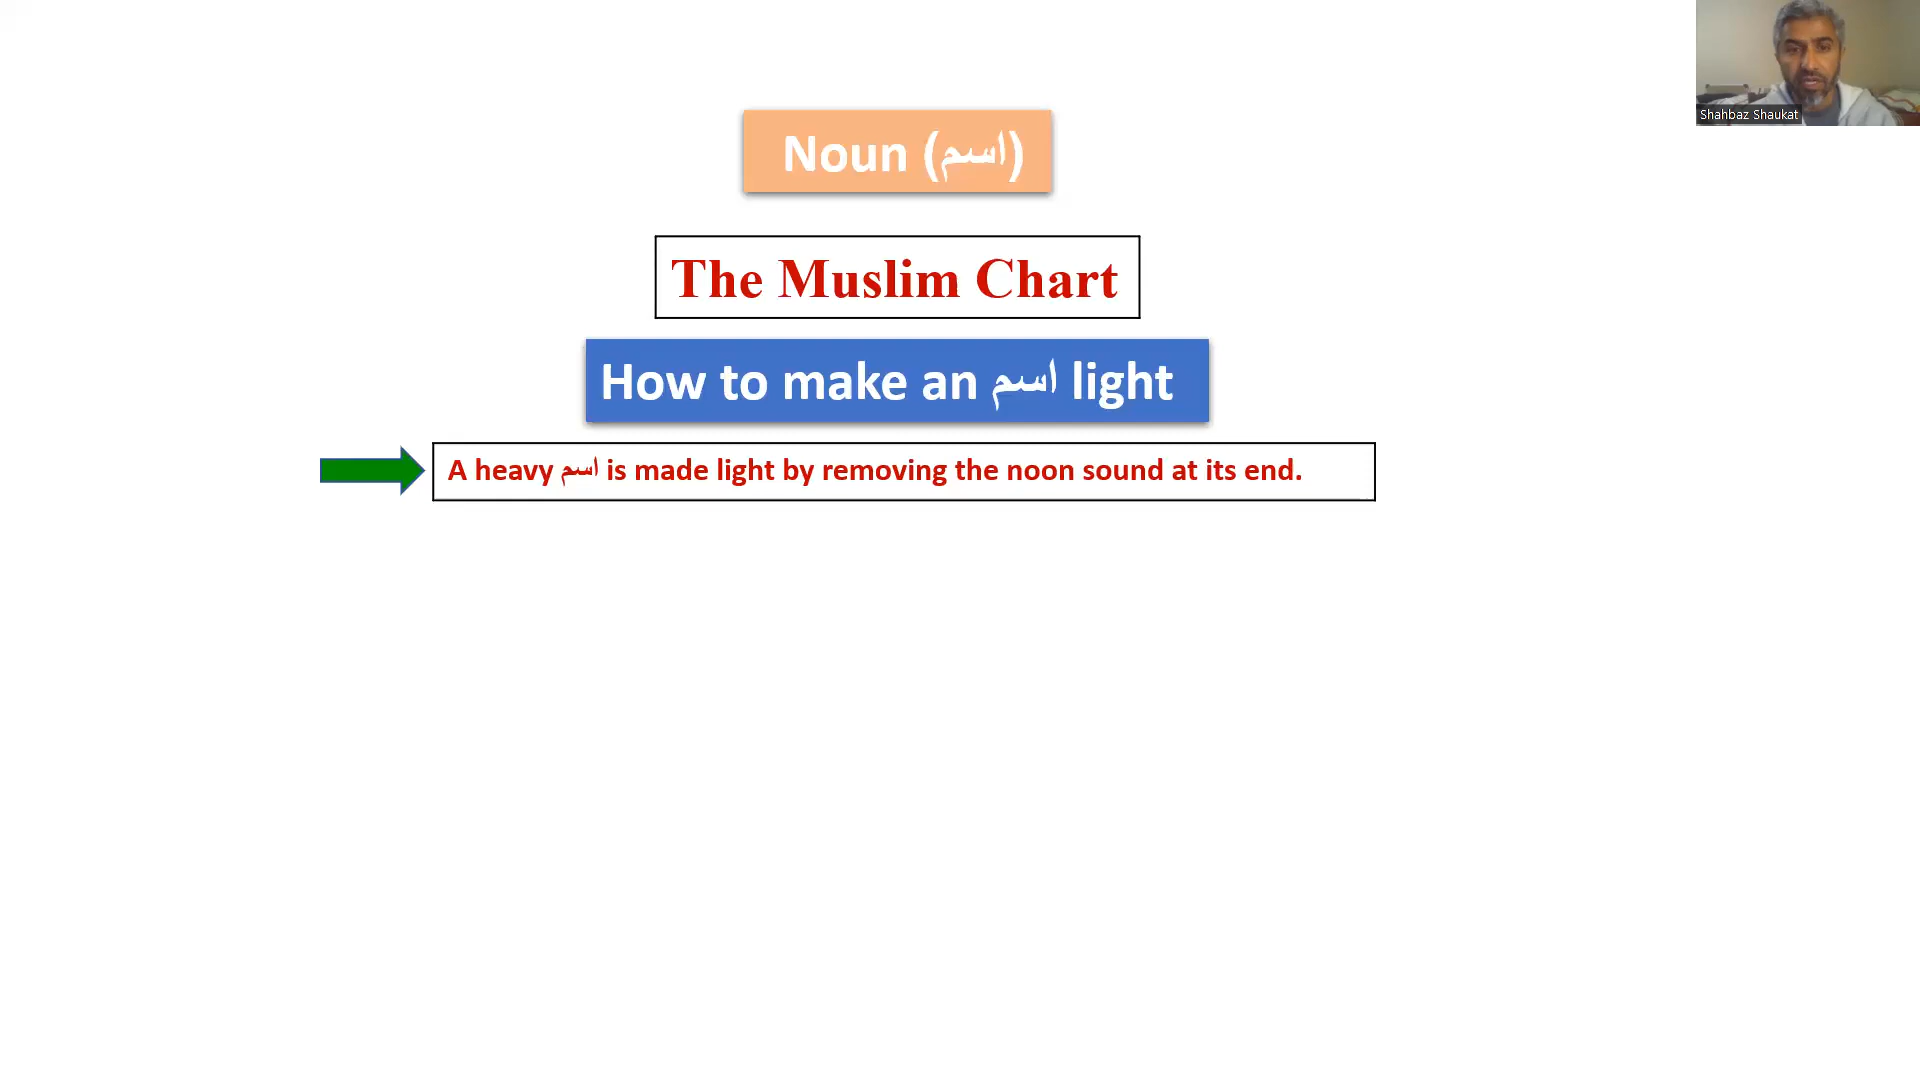 Noun (اسم)
The Muslim Chart
How to make an اسم light
A heavy اسم is made light by removing the noon sound at its end.
Shahbaz Shaukat